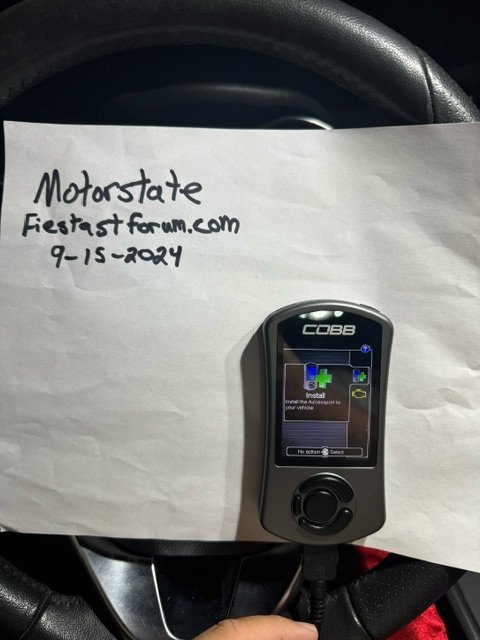 Motorstate
Fiestastforum.com
9-15-2024
COBB
Install
Install the Accessport to
your vehicle
No action
Select